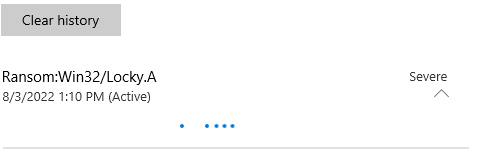 Clear history
Ransom:Win32/Locky.A
Severe
8/3/2022 1:10 PM (Active)